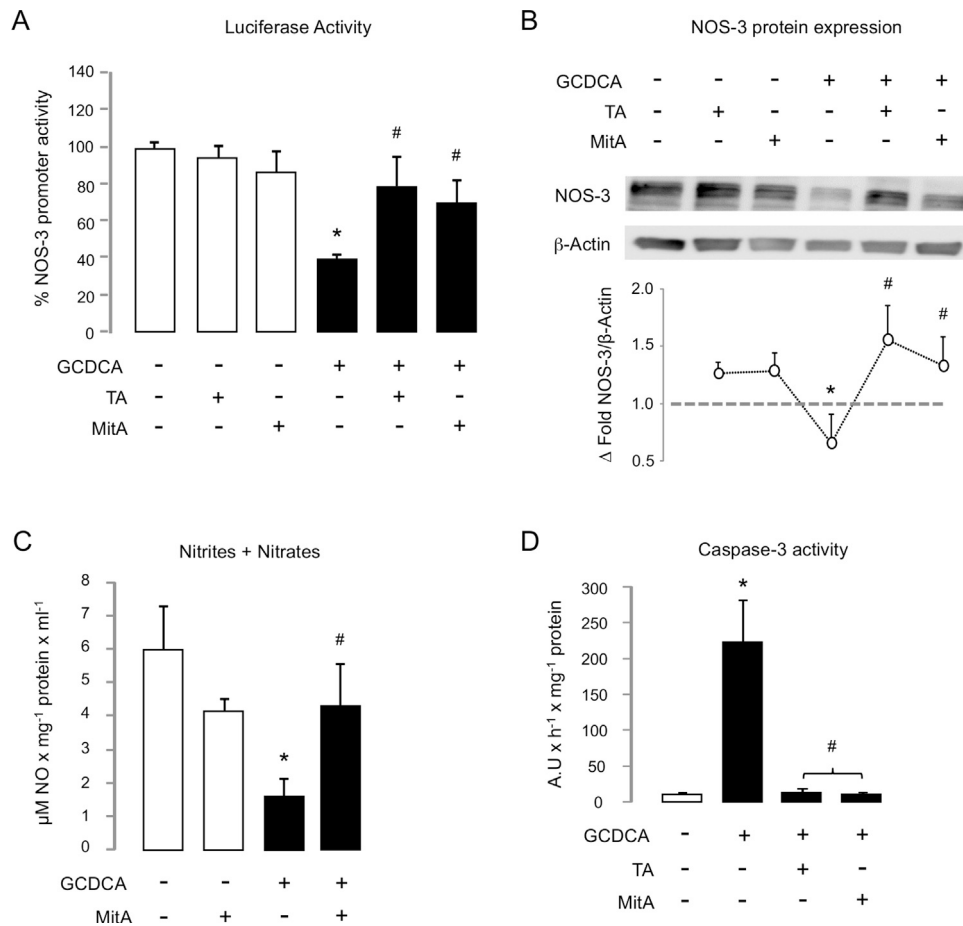 A
Luciferase Activity
% NOS-3 promoter activity
140
120
100
80
60
40
20
0
*
#
#
GCDCA - - - + + +
TA - + - - + -
MitA - - + - - +
B
NOS-3 protein expression
GCDCA - - - + + +
TA - + - - + -
MitA - - + - - +
NOS-3
β-Actin
Δ Fold NOS-3/β-Actin
2.0
1.5
1.0
0.5
*
#
#
C
Nitrites + Nitrates
µM NO x mg⁻¹ protein x ml⁻¹
8
7
6
5
4
3
2
1
0
*
#
GCDCA - - + +
MitA - + - +
D
Caspase-3 activity
A.U x h⁻¹ x mg⁻¹ protein
300
250
200
150
100
50
0
*
#
GCDCA - + + +
TA - - + -
MitA - - - +